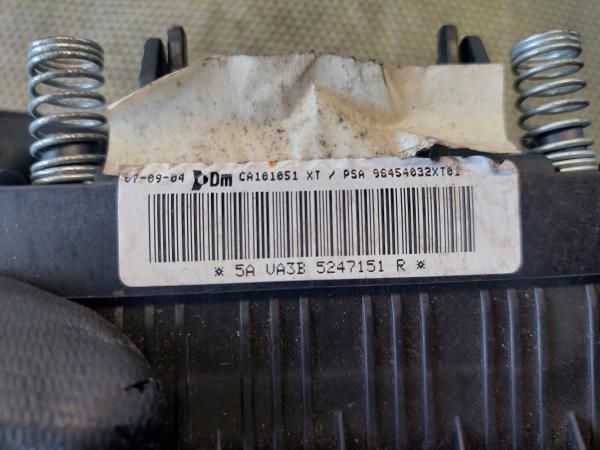 07-09-04 Dm CA101051 XT / PSA 96454032XT01
* 5A VA3B 5247151 R *